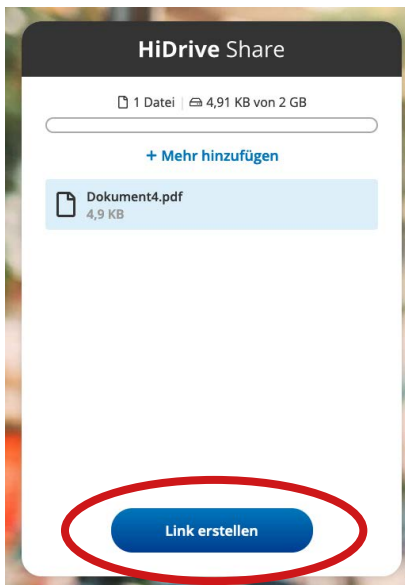 HiDrive Share
1 Datei | 4,91 KB von 2 GB
+ Mehr hinzufügen
Dokument4.pdf
4,9 KB
Link erstellen